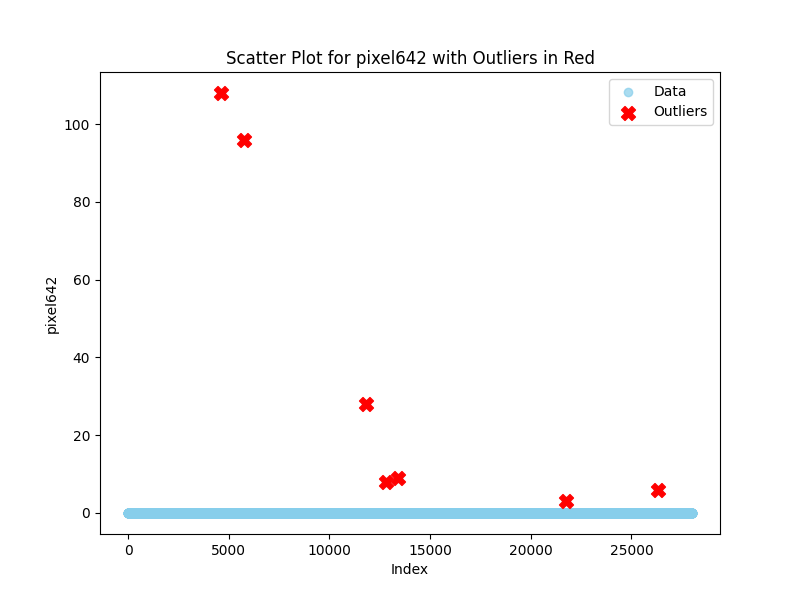 Scatter Plot for pixel642 with Outliers in Red
Data
Outliers
100
80
60
40
20
0
pixel642
0 5000 10000 15000 20000 25000
Index